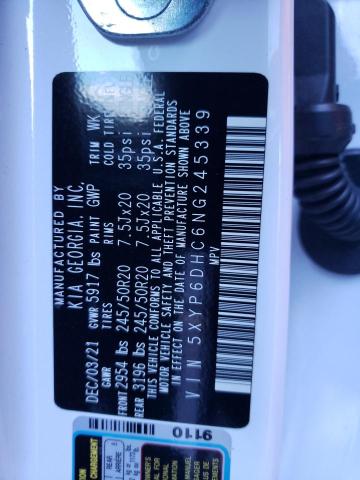 MANUFACTURED BY
KIA GEORGIA, INC.
DEC/03/21 GVWR 5917 lbs PAINT GWP TRIM WK
GAWR TIRES RIMS COLD TIRE
FRONT 2954 lbs 245/50R20 7.5Jx20 35psi
REAR 3196 lbs 245/50R20 7.5Jx20 35psi
THIS VEHICLE CONFORMS TO ALL APPLICABLE U.S.A. FEDERAL
MOTOR VEHICLE SAFETY AND THEFT PREVENTION STANDARDS
IN EFFECT ON THE DATE OF MANUFACTURE SHOWN ABOVE.
VIN 5XYP6DHC6NG245339
MPV
9110
CHARGEMENT
ARRIÈRE